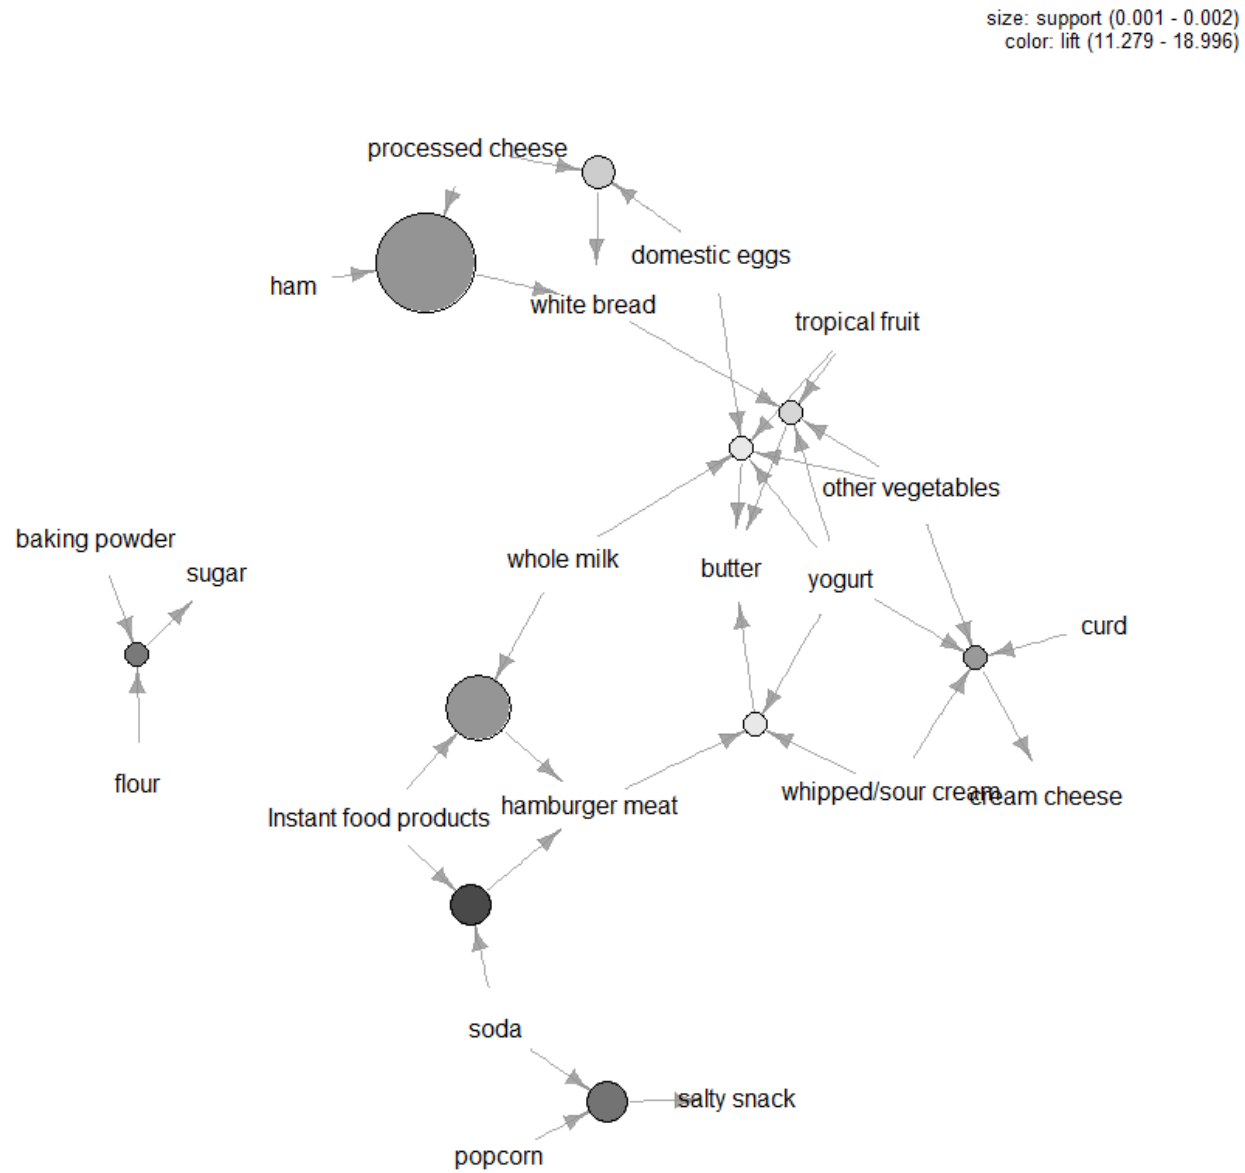 size: support (0.001 - 0.002)
color: lift (11.279 - 18.996)
processed cheese
domestic eggs
ham
white bread
tropical fruit
other vegetables
baking powder
whole milk
butter
yogurt
sugar
curd
flour
whipped/sour cream
cream cheese
hamburger meat
Instant food products
soda
salty snack
popcorn